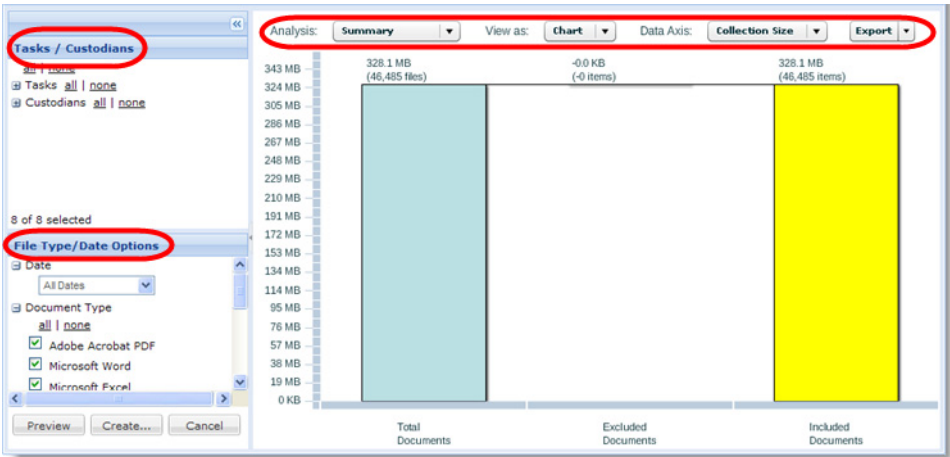 Tasks / Custodians
all | none
Tasks all | none
Custodians all | none
8 of 8 selected
File Type/Date Options
Date
All Dates
Document Type
all | none
Adobe Acrobat PDF
Microsoft Word
Microsoft Excel
Preview Create... Cancel
Analysis: Summary View as: Chart Data Axis: Collection Size Export
328.1 MB -0.0 KB 328.1 MB
(46,485 files) (-0 items) (46,485 items)
343 MB
324 MB
305 MB
286 MB
267 MB
248 MB
229 MB
210 MB
191 MB
172 MB
153 MB
134 MB
114 MB
95 MB
76 MB
57 MB
38 MB
19 MB
0 KB
Total Excluded Included
Documents Documents Documents